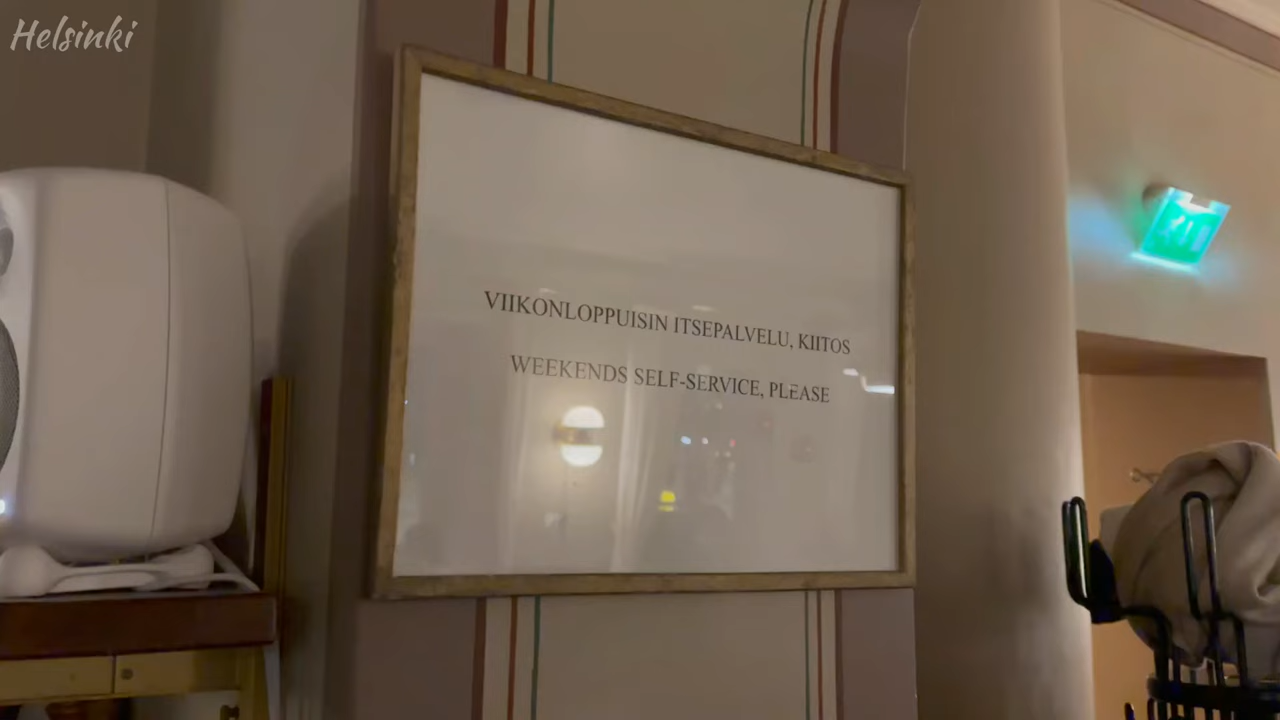 Helsinki
VIIKONLOPPUISIN ITSEPALVELU, KIITOS
WEEKENDS SELF-SERVICE, PLEASE